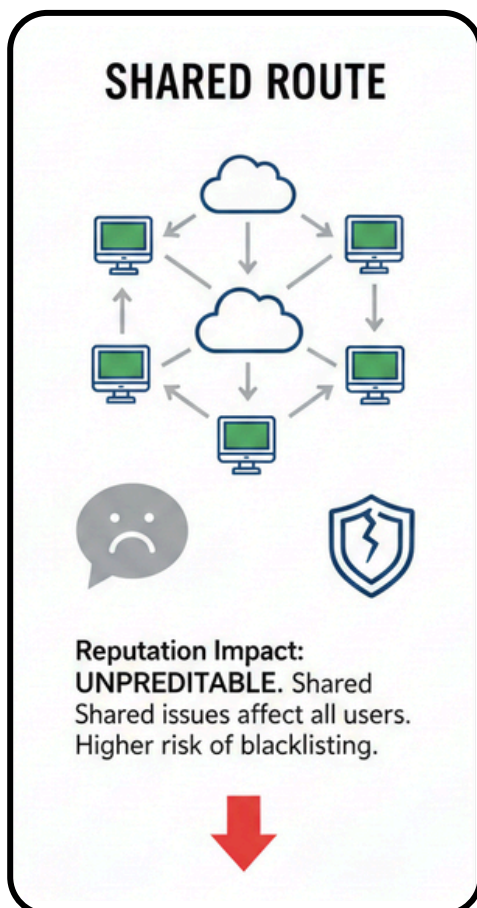 SHARED ROUTE
Reputation Impact:
UNPREDITABLE. Shared
Shared issues affect all users.
Higher risk of blacklisting.